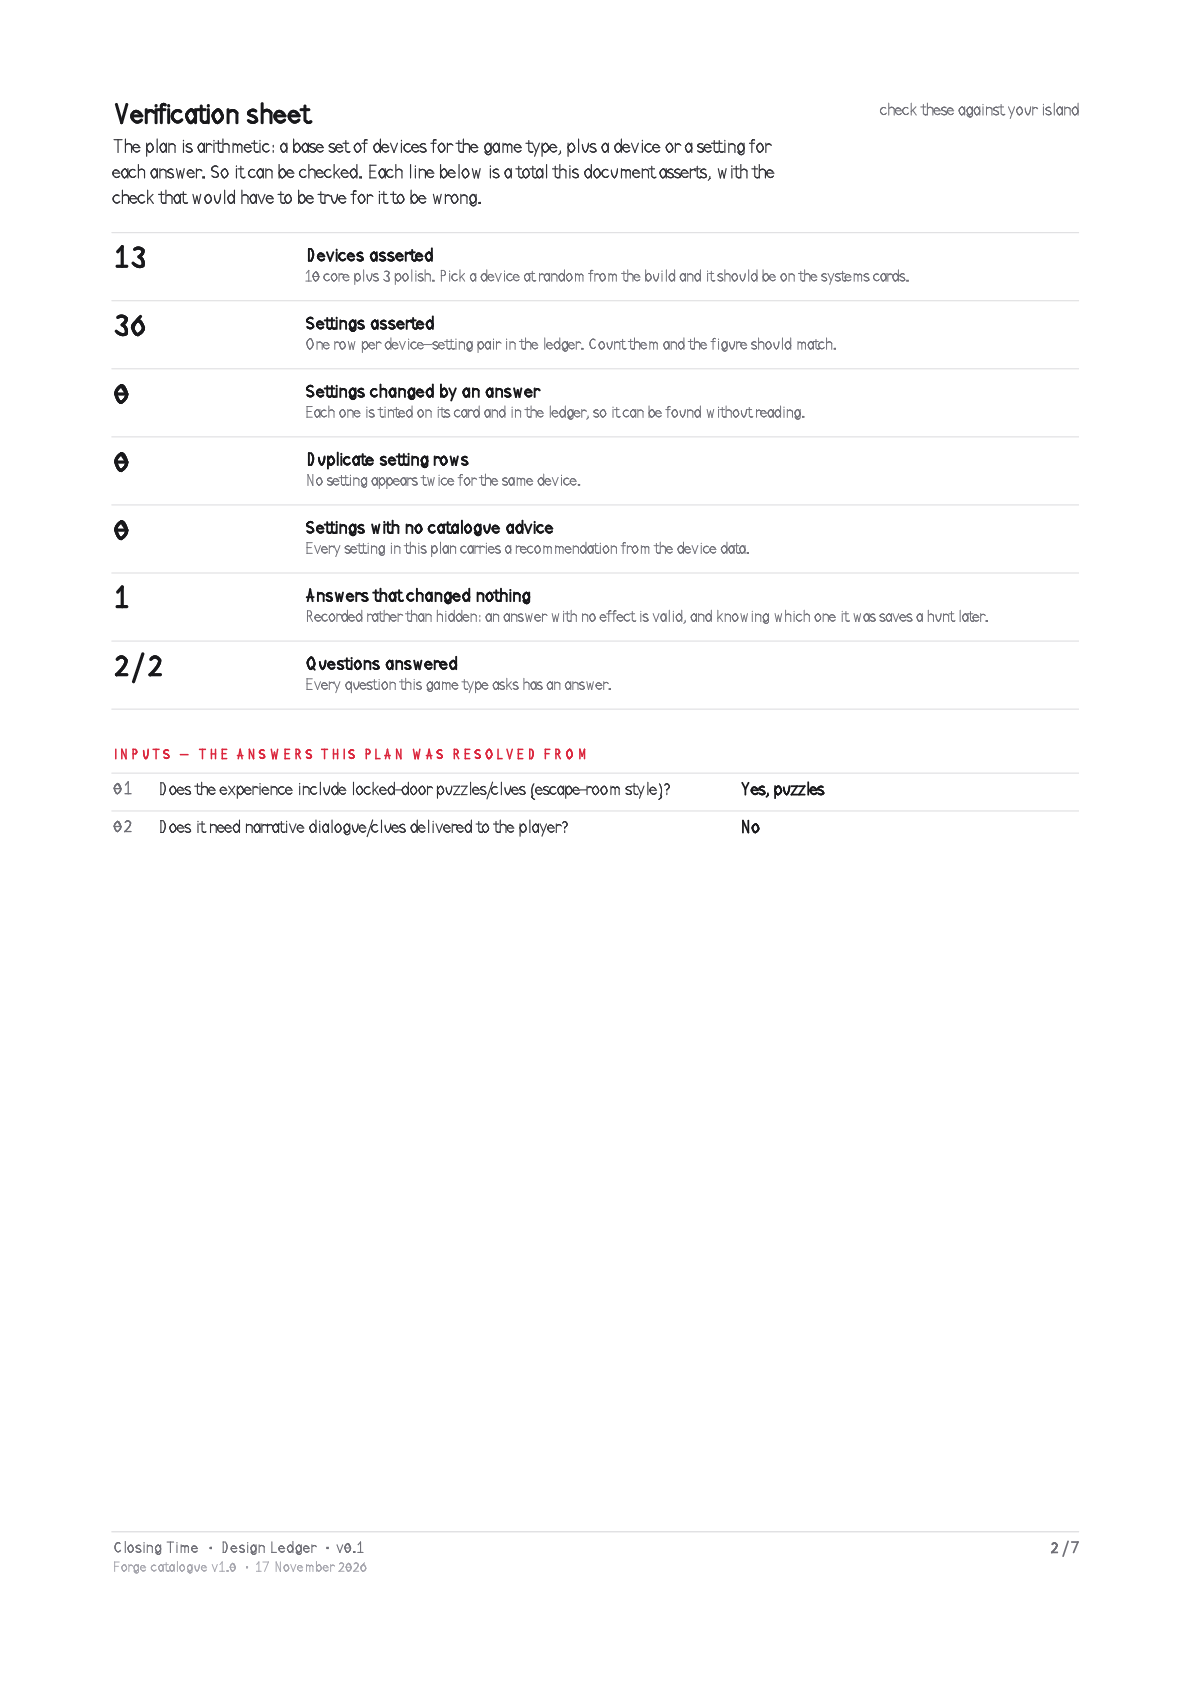 Verification sheet
check these against your island
The plan is arithmetic: a base set of devices for the game type, plus a device or a setting for
each answer. So it can be checked. Each line below is a total this document asserts, with the
check that would have to be true for it to be wrong.
13
Devices asserted
10 core plus 3 polish. Pick a device at random from the build and it should be on the systems cards.
36
Settings asserted
One row per device–setting pair in the ledger. Count them and the figure should match.
0
Settings changed by an answer
Each one is tinted on its card and in the ledger, so it can be found without reading.
0
Duplicate setting rows
No setting appears twice for the same device.
0
Settings with no catalogue advice
Every setting in this plan carries a recommendation from the device data.
1
Answers that changed nothing
Recorded rather than hidden: an answer with no effect is valid, and knowing which one it was saves a hunt later.
2/2
Questions answered
Every question this game type asks has an answer.
INPUTS — THE ANSWERS THIS PLAN WAS RESOLVED FROM
01 Does the experience include locked-door puzzles/clues (escape-room style)? Yes, puzzles
02 Does it need narrative dialogue/clues delivered to the player? No
Closing Time · Design Ledger · v0.1
2/7
Forge catalogue v1.0 · 17 November 2026